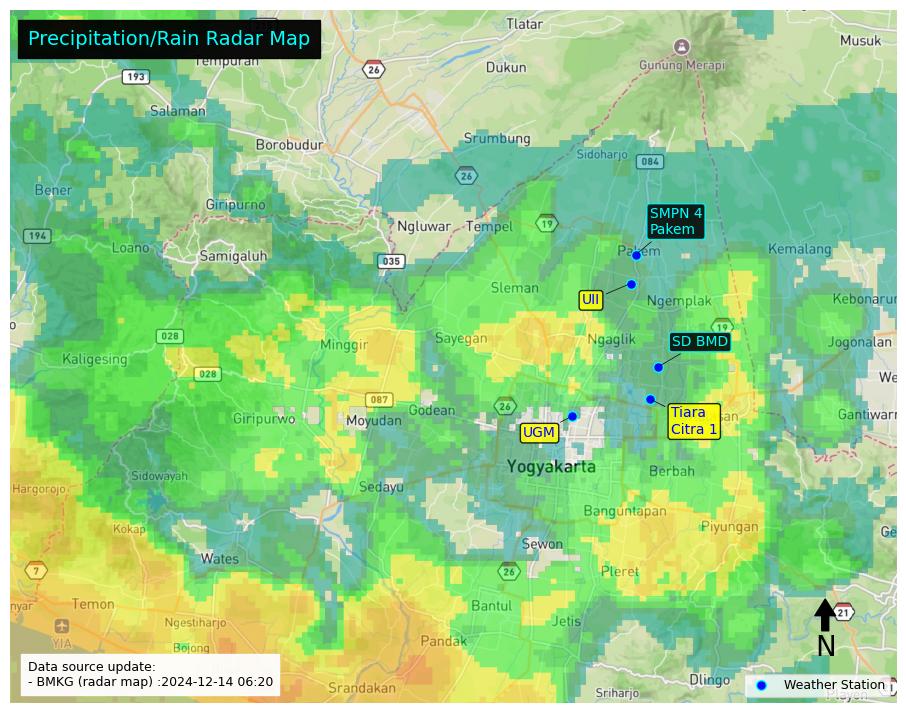 Precipitation/Rain Radar Map
Tlatar
Musuk
26
Gunung Merapi
193
Dukun
Salaman
Borobudur
Srumbung
Sidoharjo
084
26
Bener
Giripurno
SMPN 4
Pakem
19
Ngluwar
Tempel
194
Loano
Pakem
Kemalang
Samigaluh
035
Sleman
UII
Ngemplak
Kebonarum
028
Minggir
Sayegan
Ngaglik
19
SD BMD
Jogonalan
Kaligesing
028
087
Godean
26
Tiara
Citra 1
Giripurwo
Moyudan
UGM
Gantiwarn
Yogyakarta
Berbah
Sidowayah
Sedayu
Hargorojo
Banguntapan
Kokap
Piyungan
Sewon
Wates
7
26
Pleret
Temon
Bantul
21
Ngestiharjo
Jetis
YIA
Bojong
Pandak
N
Data source update:
- BMKG (radar map) :2024-12-14 06:20
Srandakan
Sriharjo
Dlingo
Weather Station